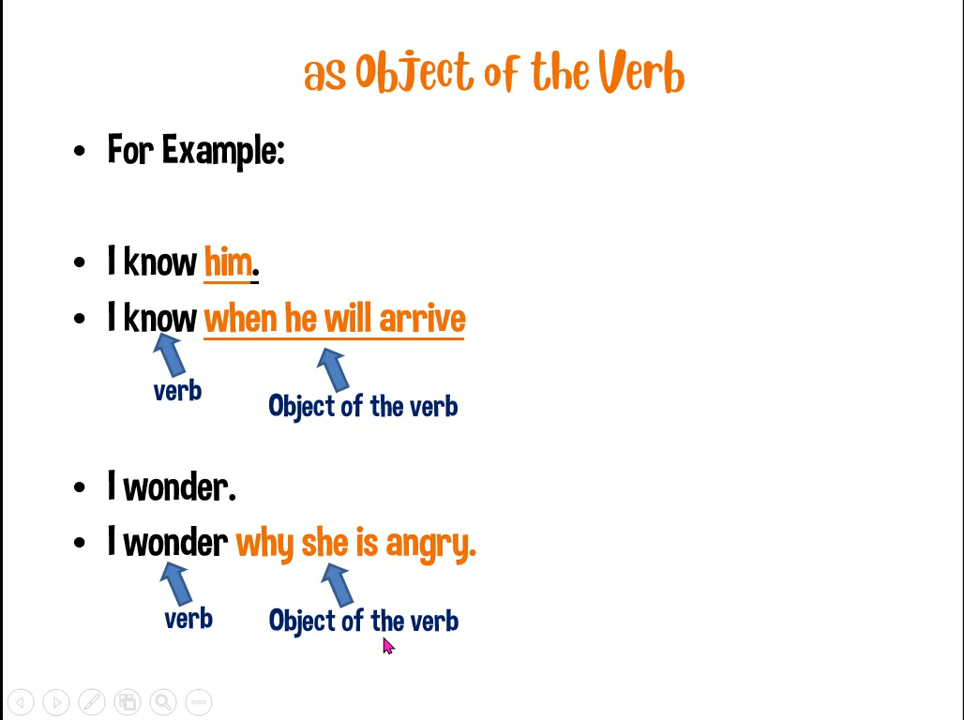 as Object of the Verb
• For Example:
• I know him.
• I know when he will arrive
verb
Object of the verb
• I wonder.
• I wonder why she is angry.
verb
Object of the verb